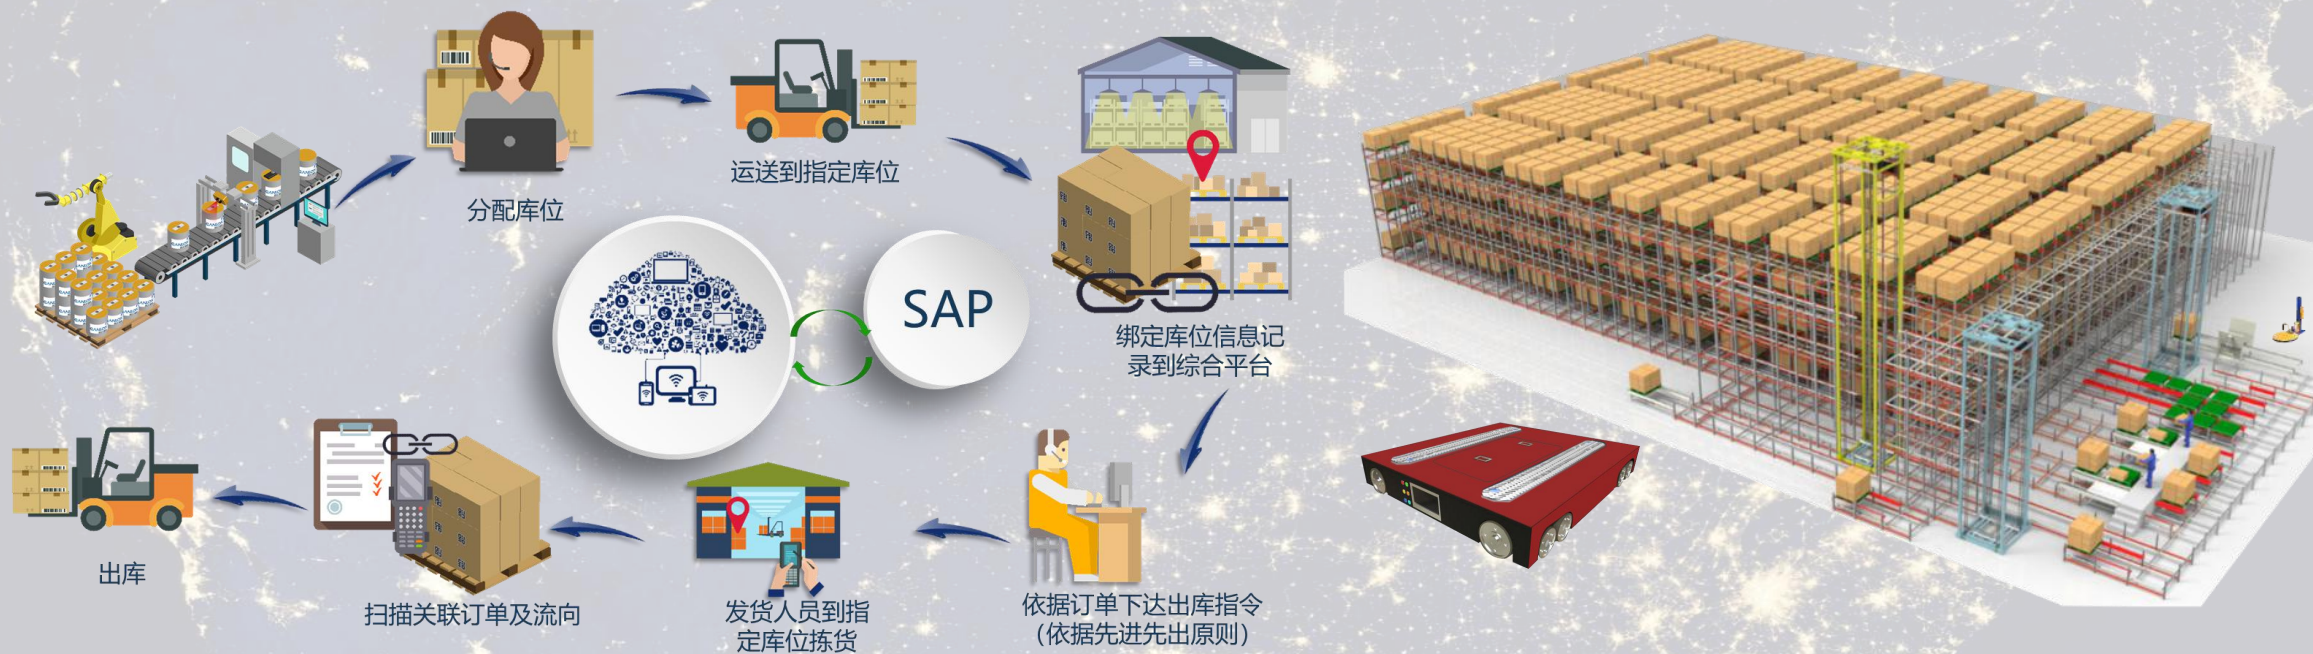 分配库位
运送到指定库位
SAP
绑定库位信息记
录到综合平台
依据订单下达出库指令
（依据先进先出原则）
发货人员到指
定库位拣货
扫描关联订单及流向
出库